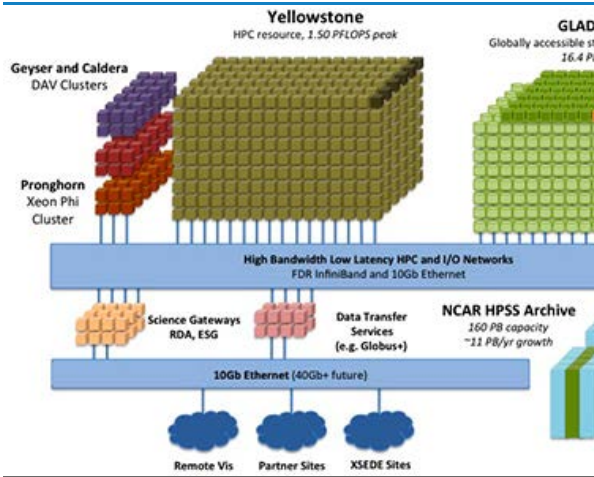 Yellowstone
HPC resource, 1.50 PFLOPS peak
GLAD
Globally accessible st
16.4 P
Geyser and Caldera
DAV Clusters
Pronghorn
Xeon Phi
Cluster
High Bandwidth Low Latency HPC and I/O Networks
FDR InfiniBand and 10Gb Ethernet
Science Gateways
RDA, ESG
Data Transfer
Services
(e.g. Globus+)
NCAR HPSS Archive
160 PB capacity
~11 PB/yr growth
10Gb Ethernet (40Gb+ future)
Remote Vis
Partner Sites
XSEDE Sites